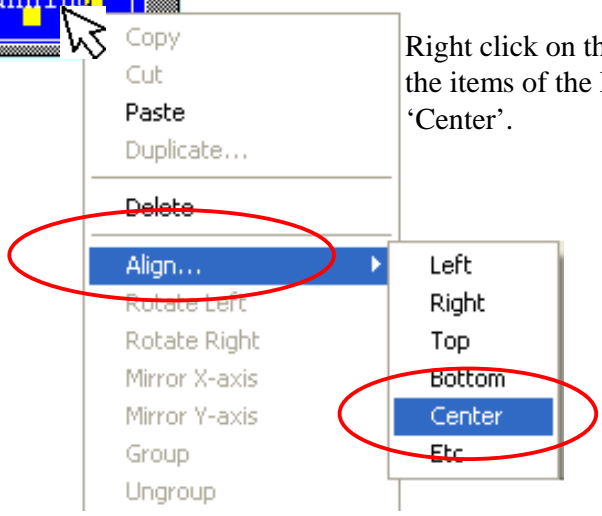 Copy
Cut
Paste
Duplicate...
Delete
Align...
Rotate Left
Rotate Right
Mirror X-axis
Mirror Y-axis
Group
Ungroup
Left
Right
Top
Bottom
Center
Etc
Right click on
the items of the
‘Center’.